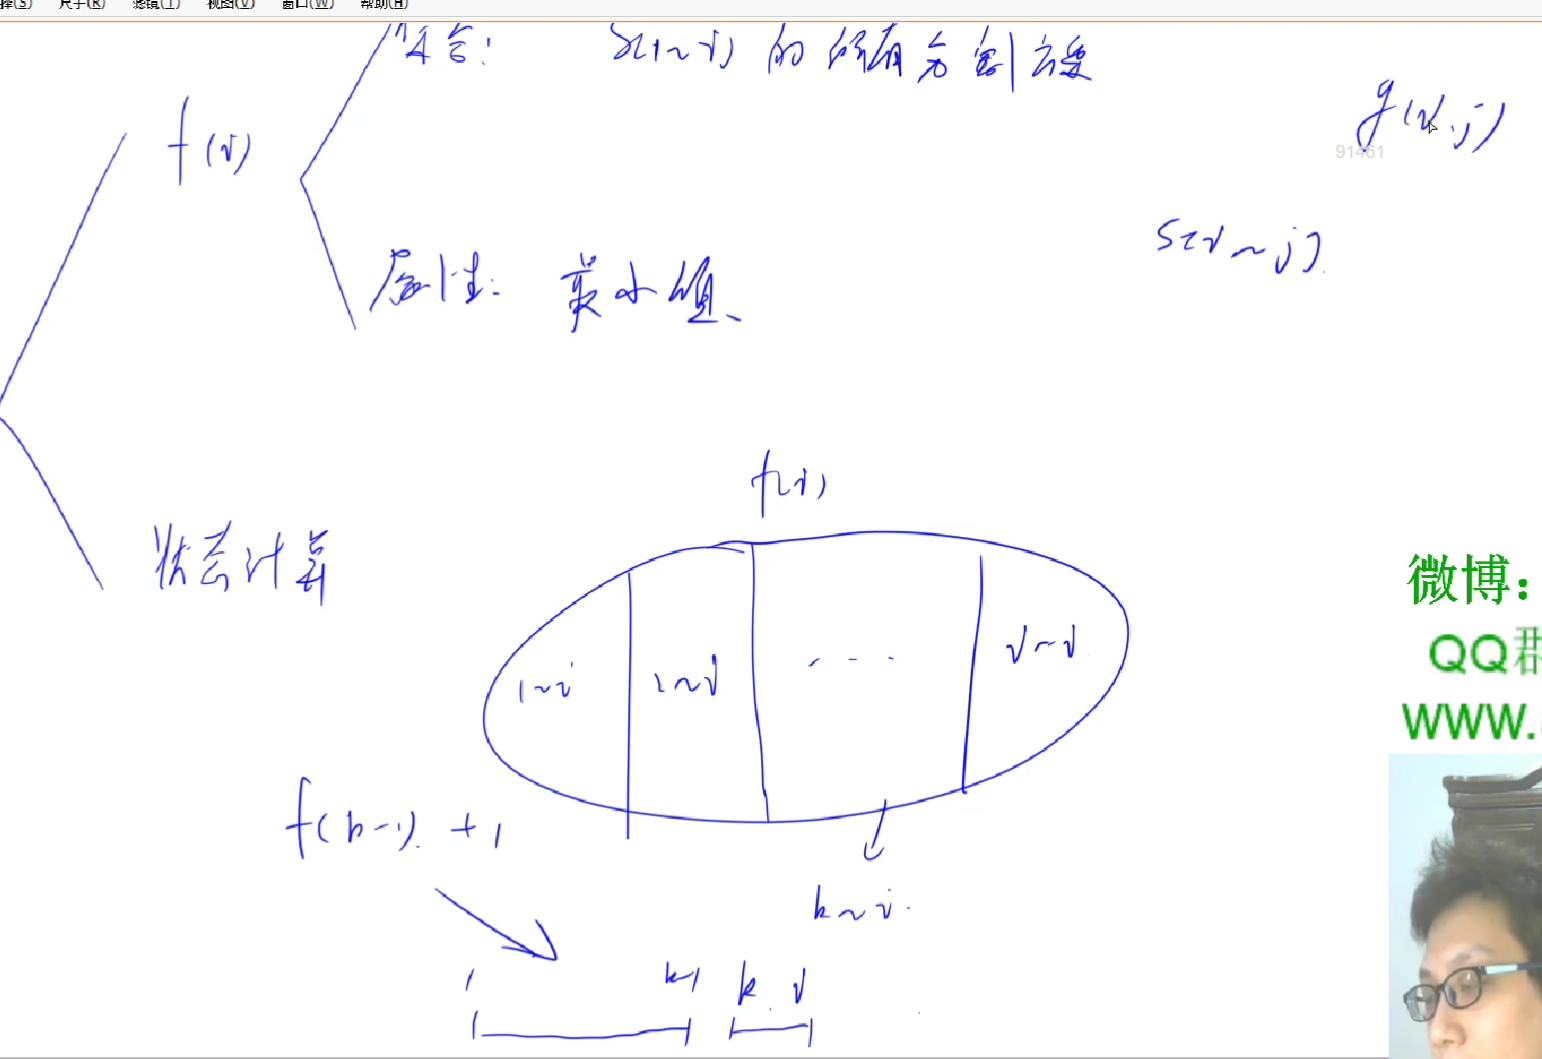 择(S) 尺子(R) 滤镜(T) 视图(V) 窗口(W) 帮助(H)
集合: S(1~i) 的所有分割方案
f(i)
g(i,j)
91461
S(i~j)
属性: 最小值、
f(i)
状态计算
微博:
1~i 2~i --- i~i
QQ群
www.
f(k-1) + 1
k~i
1 k-1 k i